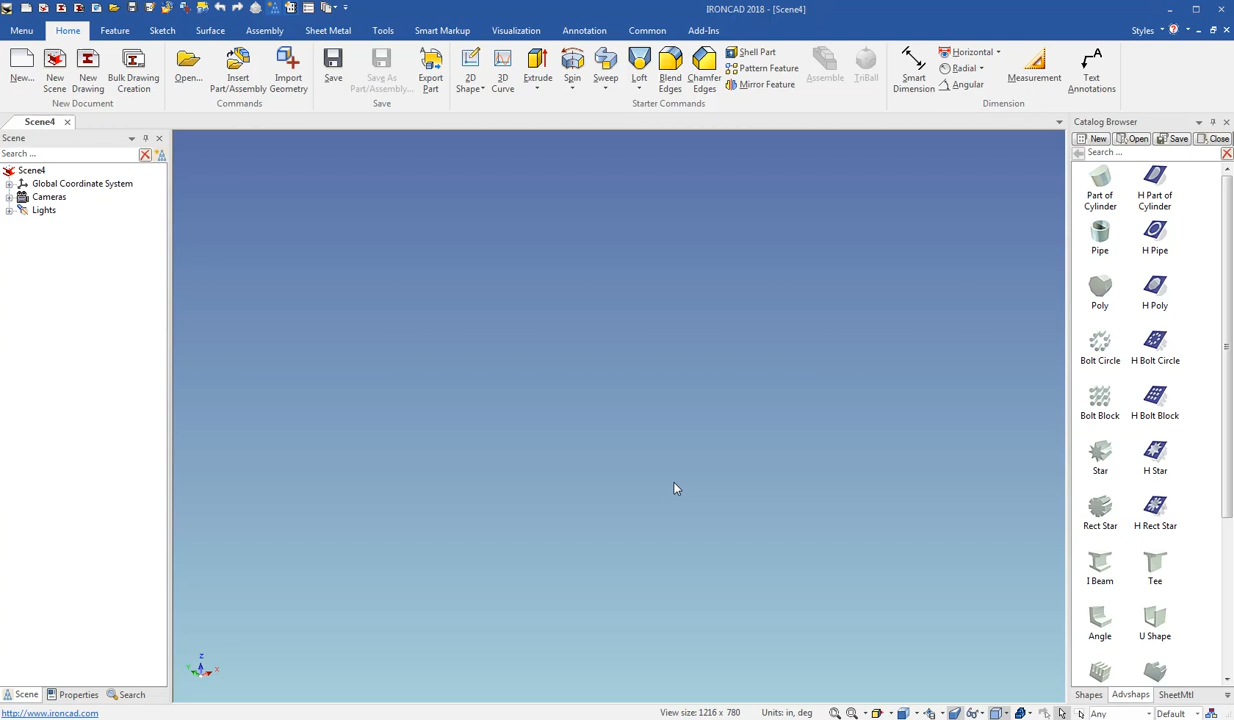 IRONCAD 2018 - [Scene4]
Menu Home Feature Sketch Surface Assembly Sheet Metal Tools Smart Markup Visualization Annotation Common Add-Ins Styles
New... New Scene New Drawing Bulk Drawing Creation
New Document
Open... Insert Part/Assembly Import Geometry
Commands
Save Save As Part/Assembly... Export Part
Save
2D Shape 3D Curve Extrude Spin Sweep Loft Blend Edges Chamfer Edges
Shell Part
Pattern Feature
Mirror Feature
Assemble TriBall
Starter Commands
Smart Dimension
Horizontal
Radial
Angular
Measurement Text Annotations
Dimension
Scene4
Scene
Search ...
Scene4
Global Coordinate System
Cameras
Lights
Z
Y
X
Catalog Browser
New Open Save Close
Search ...
Part of Cylinder H Part of Cylinder
Pipe H Pipe
Poly H Poly
Bolt Circle H Bolt Circle
Bolt Block H Bolt Block
Star H Star
Rect Star H Rect Star
I Beam Tee
Angle U Shape
Shapes Advshaps SheetMtl
Scene Properties Search
http://www.ironcad.com
View size: 1216 x 780 Units: in, deg Any Default